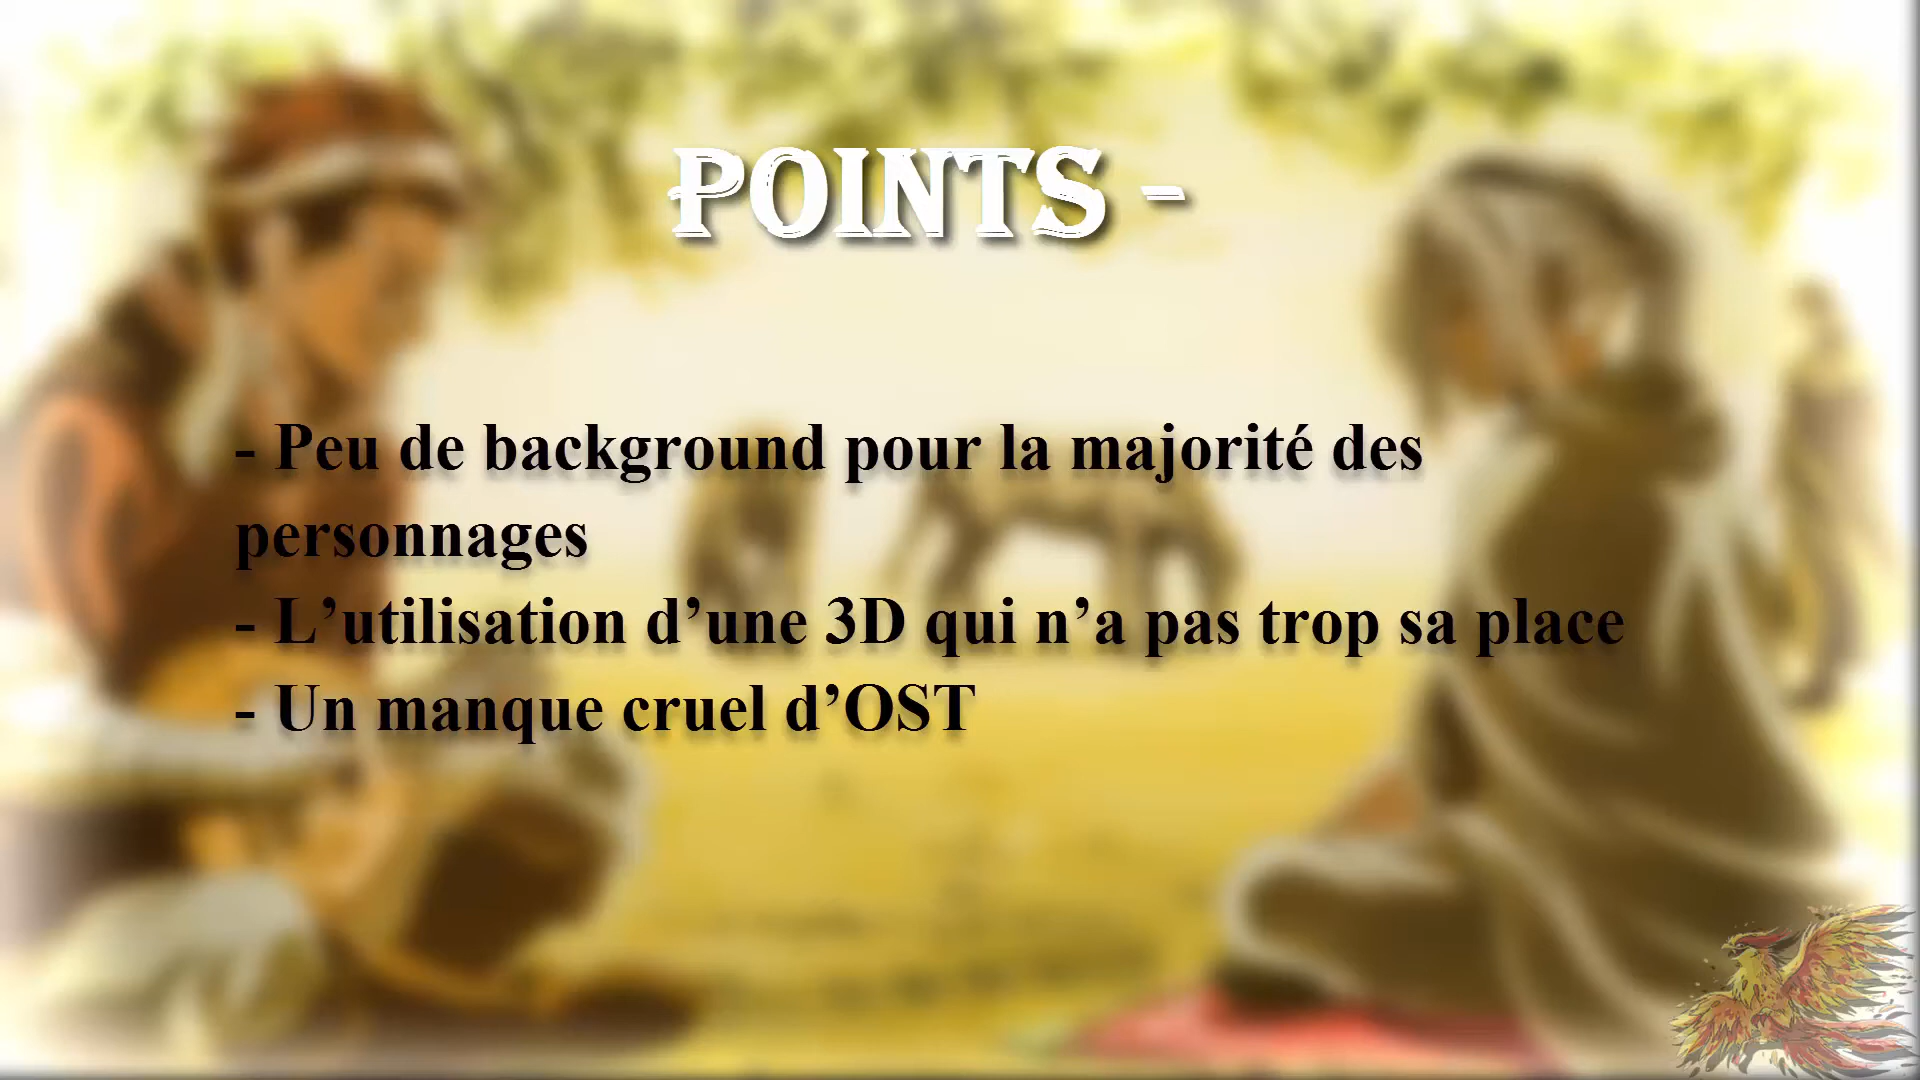 POINTS -
- Peu de background pour la majorité des
personnages
- L’utilisation d’une 3D qui n’a pas trop sa place
- Un manque cruel d’OST